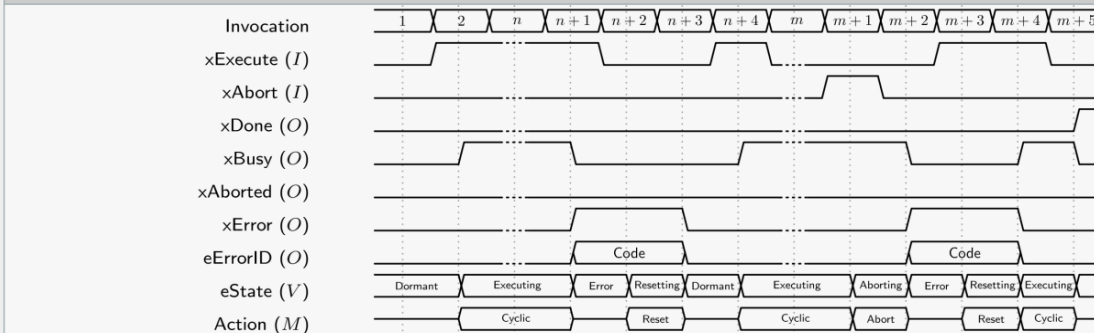 Invocation 1 2 n n + 1 n + 2 n + 3 n + 4 m m + 1 m + 2 m + 3 m + 4 m + 5
xExecute (I)
xAbort (I)
xDone (O)
xBusy (O)
xAborted (O)
xError (O)
eErrorID (O) Code Code
eState (V) Dormant Executing Error Resetting Dormant Executing Aborting Error Resetting Executing
Action (M) Cyclic Reset Cyclic Abort Reset Cyclic